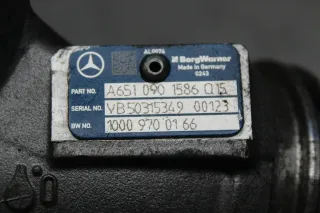 AL0026
BorgWarner
Made in Germany
0243
PART NO. A651 090 1586 Q15
SERIAL NO. VB50315349 00123
BW NO. 1000 970 0166